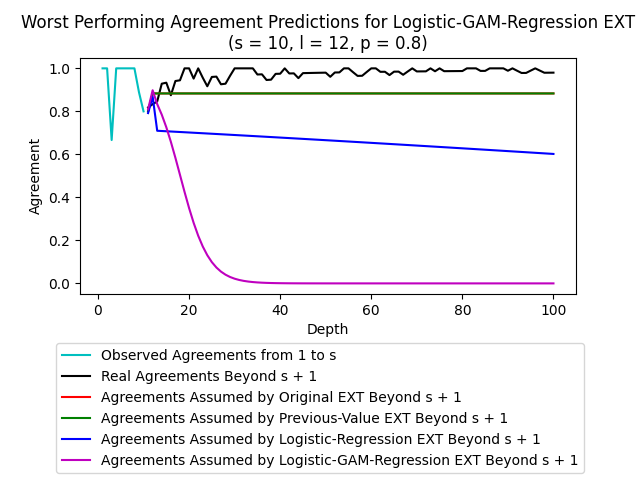 Worst Performing Agreement Predictions for Logistic-GAM-Regression EXT
(s = 10, l = 12, p = 0.8)
1.0
0.8
0.6
0.4
0.2
0.0
Agreement
0 20 40 60 80 100
Depth
Observed Agreements from 1 to s
Real Agreements Beyond s + 1
Agreements Assumed by Original EXT Beyond s + 1
Agreements Assumed by Previous-Value EXT Beyond s + 1
Agreements Assumed by Logistic-Regression EXT Beyond s + 1
Agreements Assumed by Logistic-GAM-Regression EXT Beyond s + 1